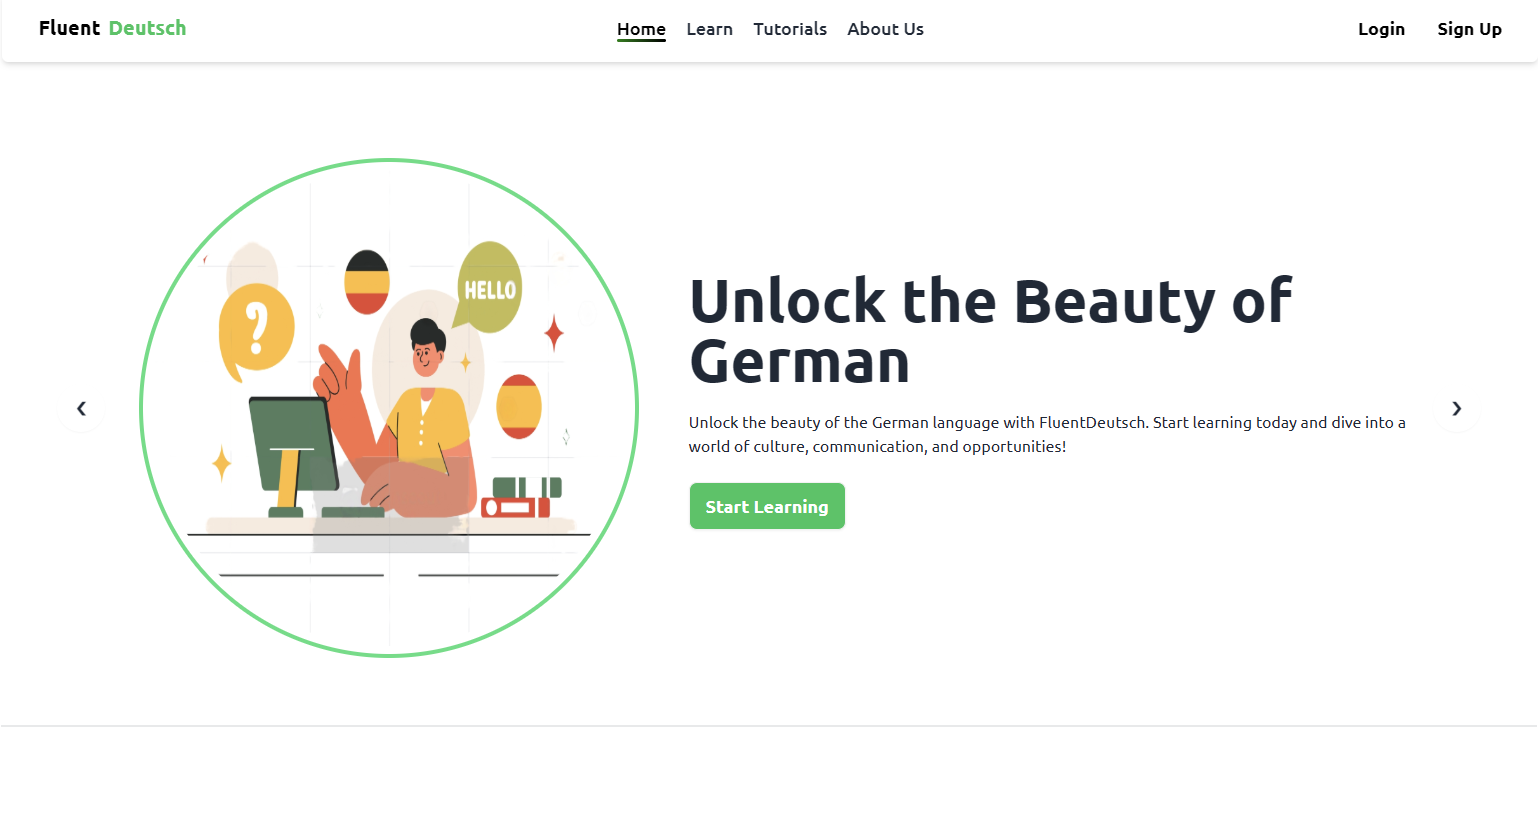 Fluent Deutsch
Home Learn Tutorials About Us
Login Sign Up
?
HELLO
Unlock the Beauty of
German
Unlock the beauty of the German language with FluentDeutsch. Start learning today and dive into a
world of culture, communication, and opportunities!
Start Learning